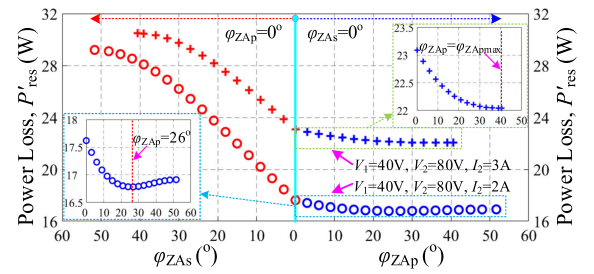 32
28
24
20
16
Power Loss, P′res (W)
φZAp=0° φZAs=0°
32
28
24
20
16
Power Loss, P′res (W)
23.5
23
22.5
22
0 10 20 30 40 50
φZAp=φZApmax
18
17.5
17
16.5
0 10 20 30 40 50 60
φZAp=26°
V1=40V, V2=80V, I2=3A
V1=40V, V2=80V, I2=2A
60 50 40 30 20 10 0 10 20 30 40 50 60
φZAs (°) φZAp (°)